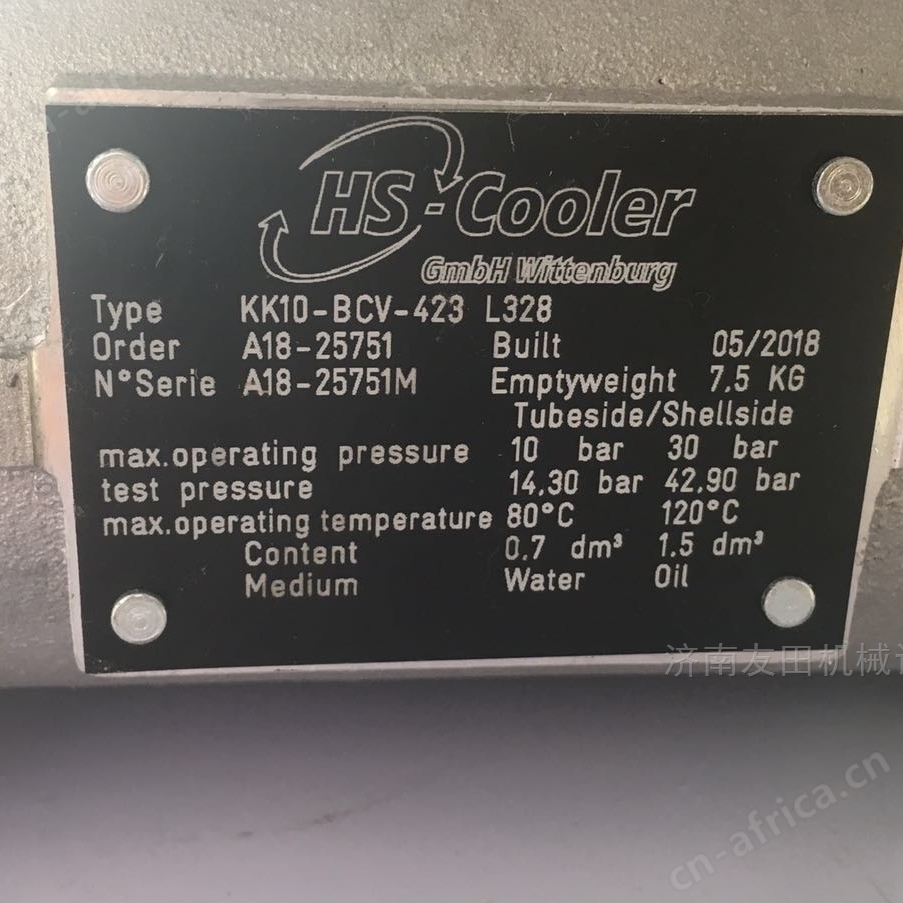 HS-Cooler
GmbH Wittenburg
Type KK10-BCV-423 L328
Order A18-25751 Built 05/2018
N°Serie A18-25751M Emptyweight 7,5 KG
Tubeside/Shellside
max.operating pressure 10 bar 30 bar
test pressure 14,30 bar 42,90 bar
max.operating temperature 80°C 120°C
Content 0.7 dm³ 1.5 dm³
Medium Water Oil
济南友田机械设
cn-africa.cn